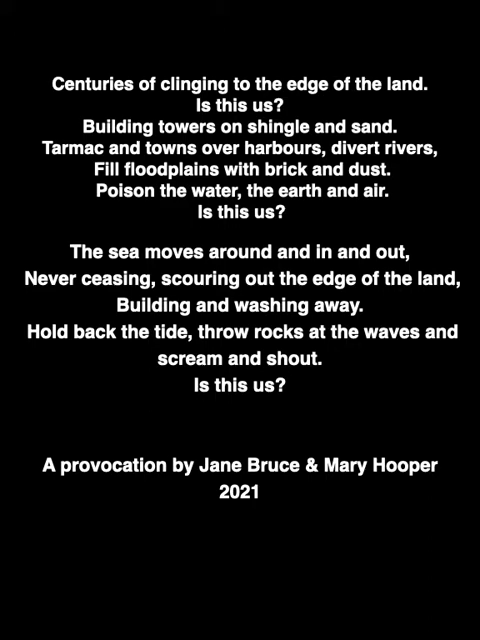 Centuries of clinging to the edge of the land.
Is this us?
Building towers on shingle and sand.
Tarmac and towns over harbours, divert rivers,
Fill floodplains with brick and dust.
Poison the water, the earth and air.
Is this us?
The sea moves around and in and out,
Never ceasing, scouring out the edge of the land,
Building and washing away.
Hold back the tide, throw rocks at the waves and
scream and shout.
Is this us?
A provocation by Jane Bruce & Mary Hooper
2021